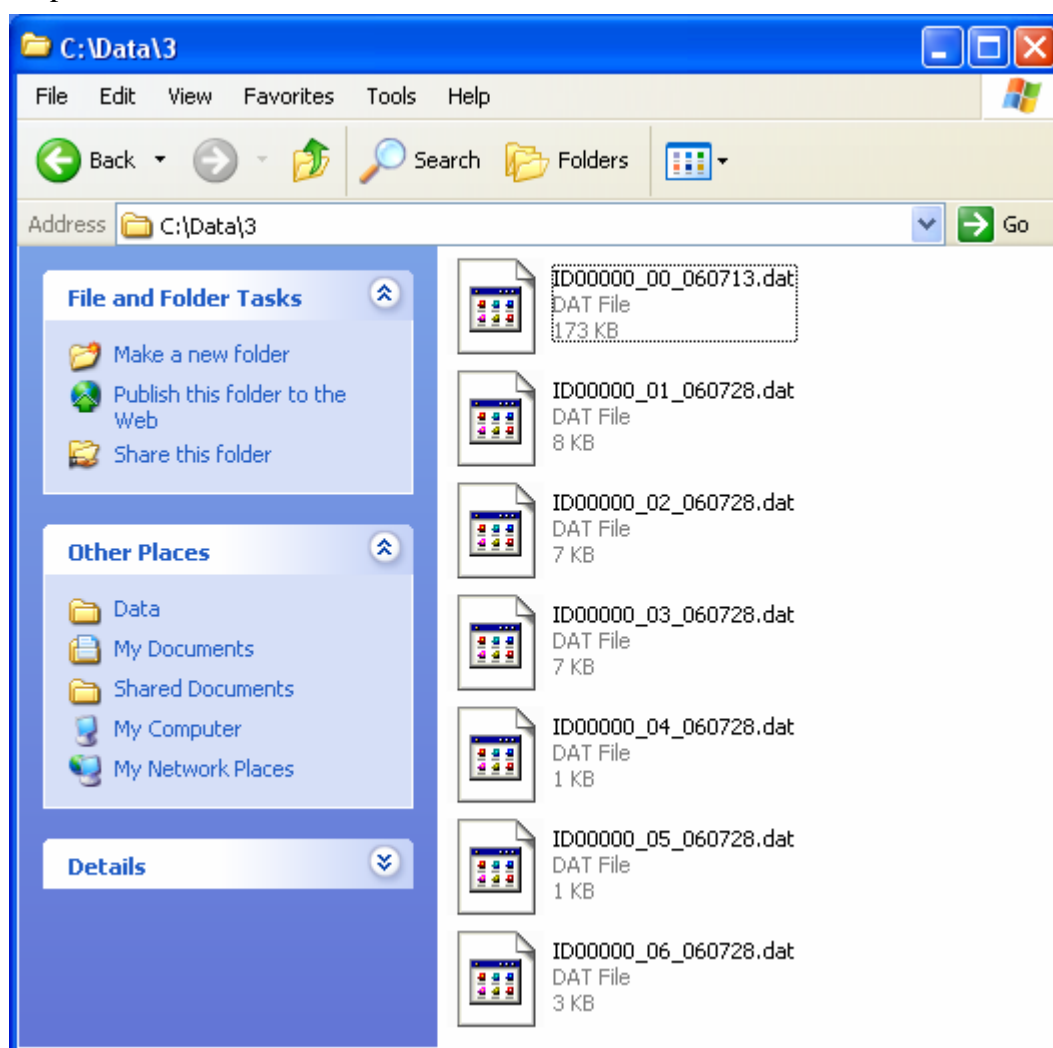 C:\Data\3
File Edit View Favorites Tools Help
Back Search Folders
Address C:\Data\3 Go
File and Folder Tasks
Make a new folder
Publish this folder to the
Web
Share this folder
Other Places
Data
My Documents
Shared Documents
My Computer
My Network Places
Details
ID00000_00_060713.dat
DAT File
173 KB
ID00000_01_060728.dat
DAT File
8 KB
ID00000_02_060728.dat
DAT File
7 KB
ID00000_03_060728.dat
DAT File
7 KB
ID00000_04_060728.dat
DAT File
1 KB
ID00000_05_060728.dat
DAT File
1 KB
ID00000_06_060728.dat
DAT File
3 KB